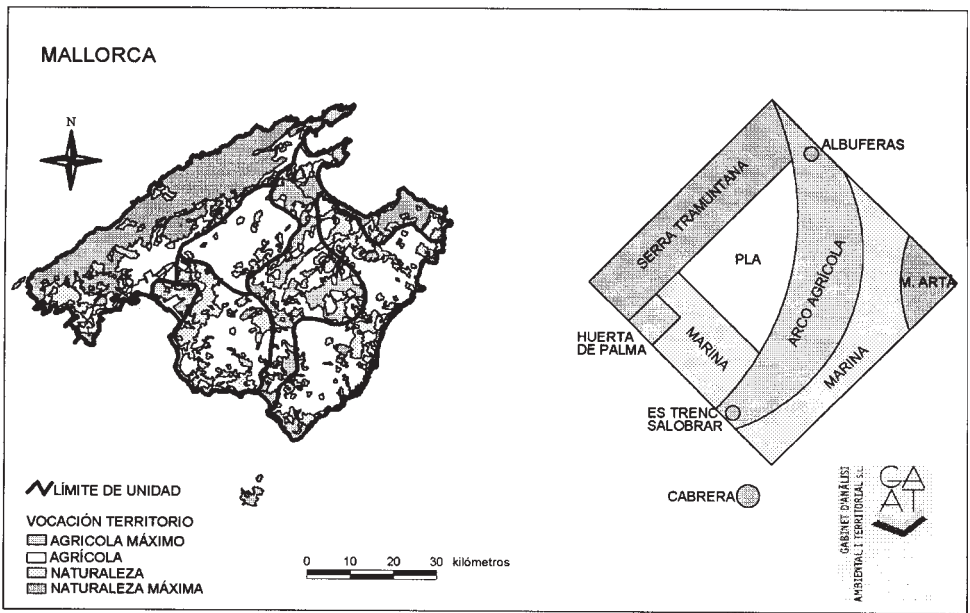 MALLORCA
N
LÍMITE DE UNIDAD
VOCACIÓN TERRITORIO
AGRICOLA MÁXIMO
AGRÍCOLA
NATURALEZA
NATURALEZA MÁXIMA
0 10 20 30 kilómetros
ALBUFERAS
SERRA TRAMUNTANA
PLA
ARCO AGRÍCOLA
M. ARTÀ
HUERTA
DE PALMA
MARINA
MARINA
ES TRENC
SALOBRAR
CABRERA
GABINET D'ANÀLISI
AMBIENTAL I TERRITORIAL S.L.
GA
AT